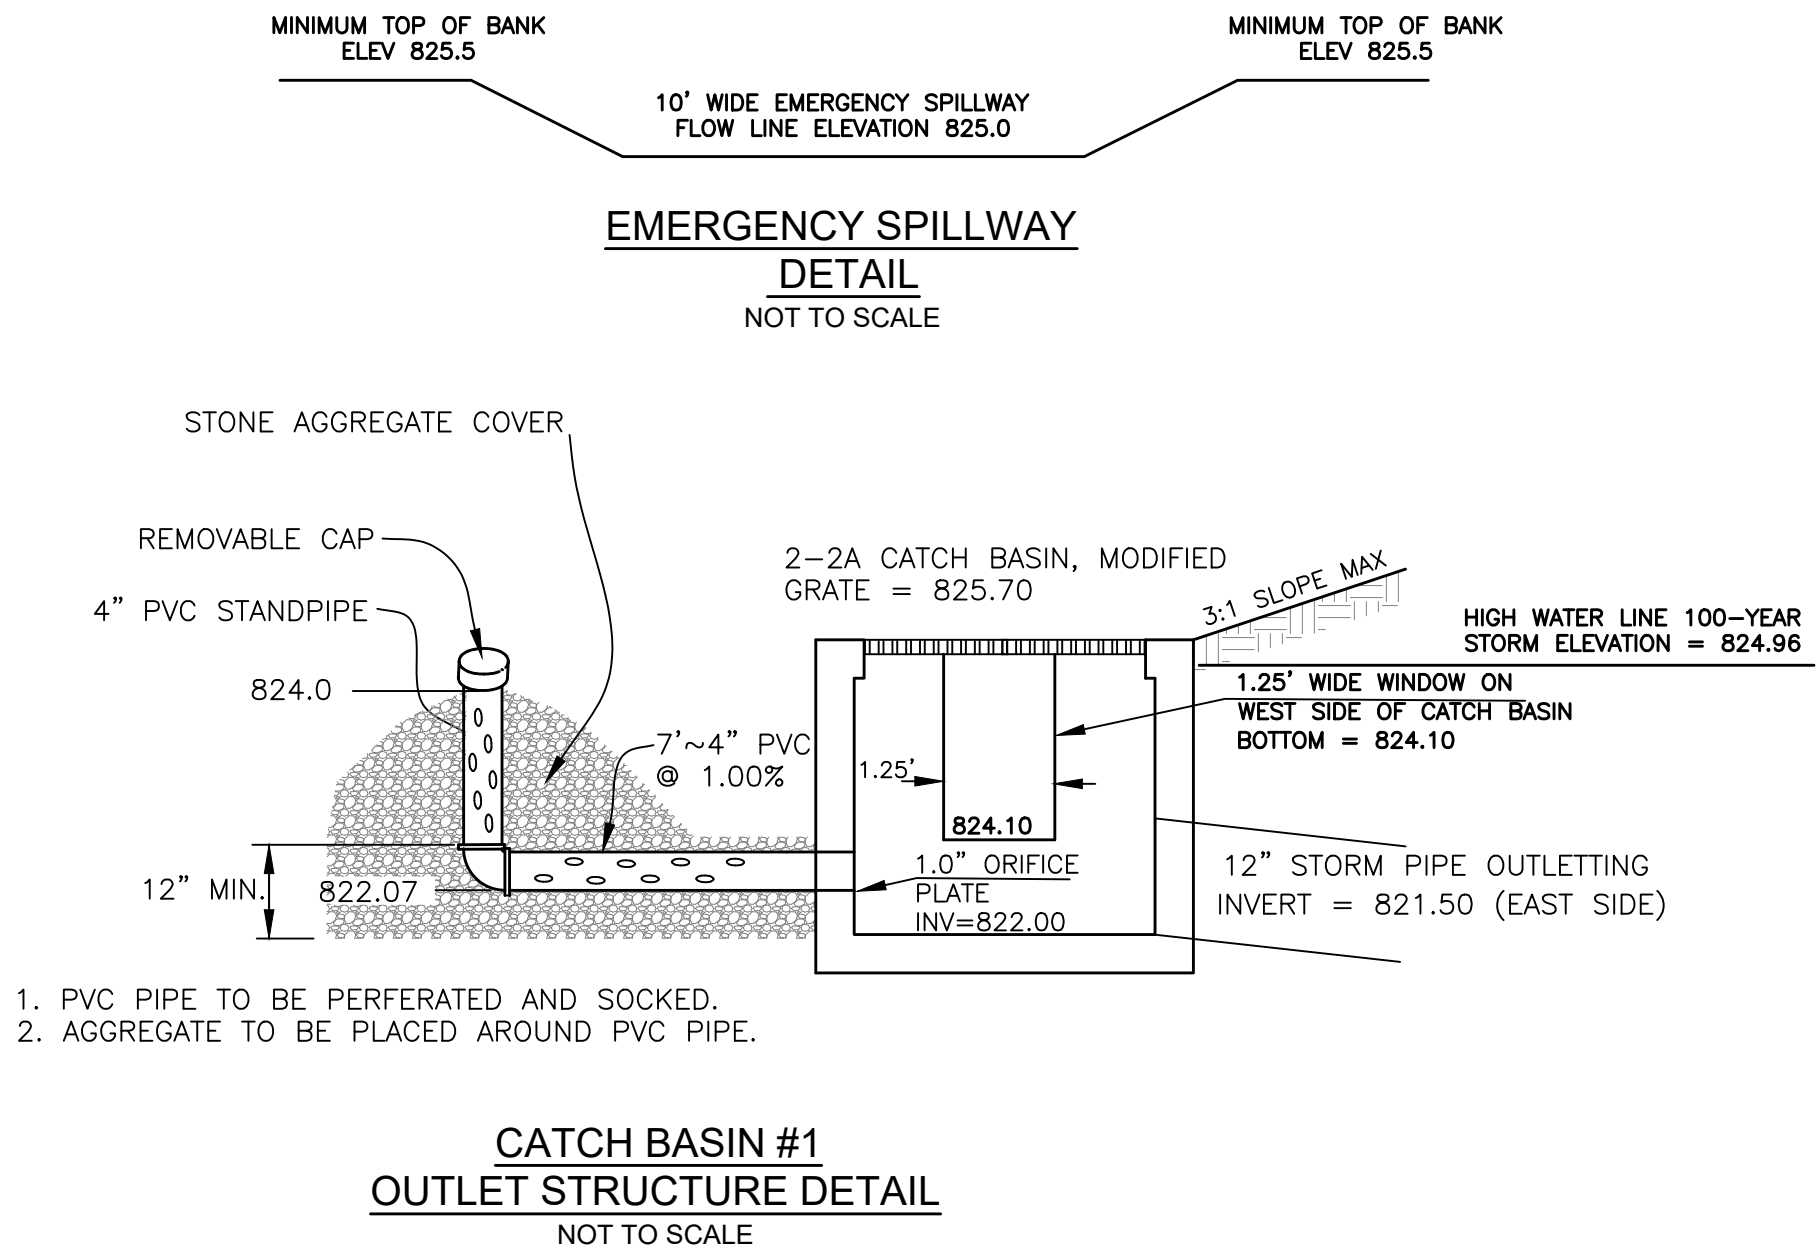 MINIMUM TOP OF BANK
ELEV 825.5
MINIMUM TOP OF BANK
ELEV 825.5
10' WIDE EMERGENCY SPILLWAY
FLOW LINE ELEVATION 825.0
EMERGENCY SPILLWAY
DETAIL
NOT TO SCALE
STONE AGGREGATE COVER
REMOVABLE CAP
4" PVC STANDPIPE
824.0
7'~4" PVC
@ 1.00%
12" MIN.
822.07
2-2A CATCH BASIN, MODIFIED
GRATE = 825.70
3:1 SLOPE MAX
HIGH WATER LINE 100-YEAR
STORM ELEVATION = 824.96
1.25' WIDE WINDOW ON
WEST SIDE OF CATCH BASIN
BOTTOM = 824.10
1.25'
824.10
1.0" ORIFICE
PLATE
INV=822.00
12" STORM PIPE OUTLETTING
INVERT = 821.50 (EAST SIDE)
1. PVC PIPE TO BE PERFERATED AND SOCKED.
2. AGGREGATE TO BE PLACED AROUND PVC PIPE.
CATCH BASIN #1
OUTLET STRUCTURE DETAIL
NOT TO SCALE